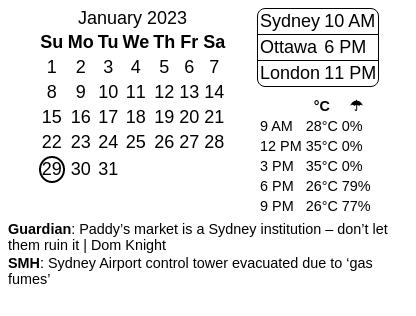 January 2023
Su Mo Tu We Th Fr Sa
1 2 3 4 5 6 7
8 9 10 11 12 13 14
15 16 17 18 19 20 21
22 23 24 25 26 27 28
29 30 31
Sydney 10 AM
Ottawa 6 PM
London 11 PM
°C ☂
9 AM 28°C 0%
12 PM 35°C 0%
3 PM 35°C 0%
6 PM 26°C 79%
9 PM 26°C 77%
Guardian: Paddy’s market is a Sydney institution – don’t let
them ruin it | Dom Knight
SMH: Sydney Airport control tower evacuated due to ‘gas
fumes’